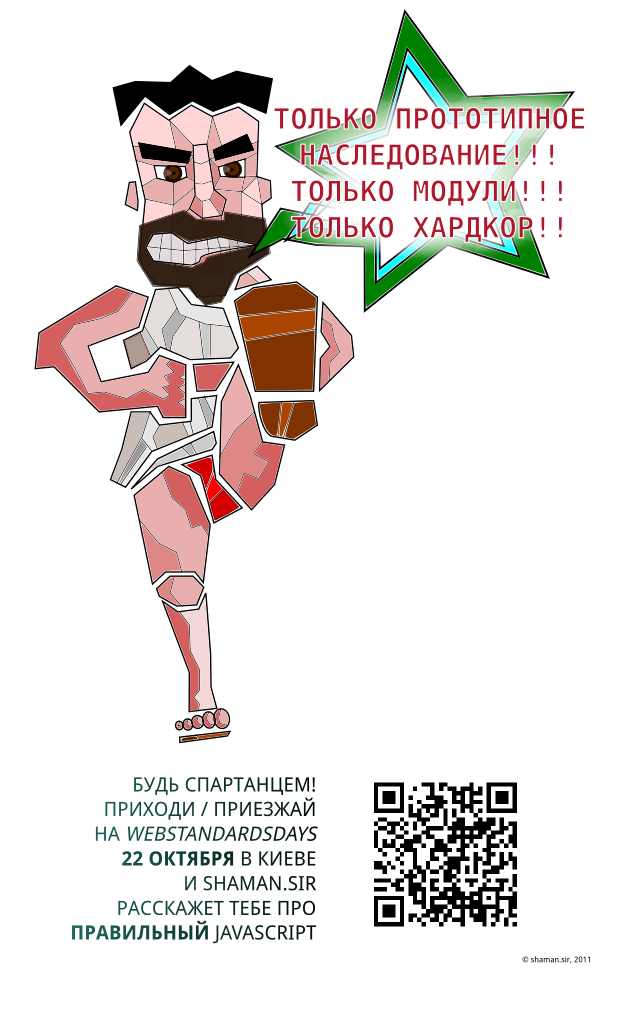 ТОЛЬКО ПРОТОТИПНОЕ
НАСЛЕДОВАНИЕ!!!
ТОЛЬКО МОДУЛИ!!!
ТОЛЬКО ХАРДКОР!!
БУДЬ СПАРТАНЦЕМ!
ПРИХОДИ / ПРИЕЗЖАЙ
НА WEBSTANDARDSDAYS
22 ОКТЯБРЯ В КИЕВЕ
И SHAMAN.SIR
РАССКАЖЕТ ТЕБЕ ПРО
ПРАВИЛЬНЫЙ JAVASCRIPT
© shaman.sir, 2011